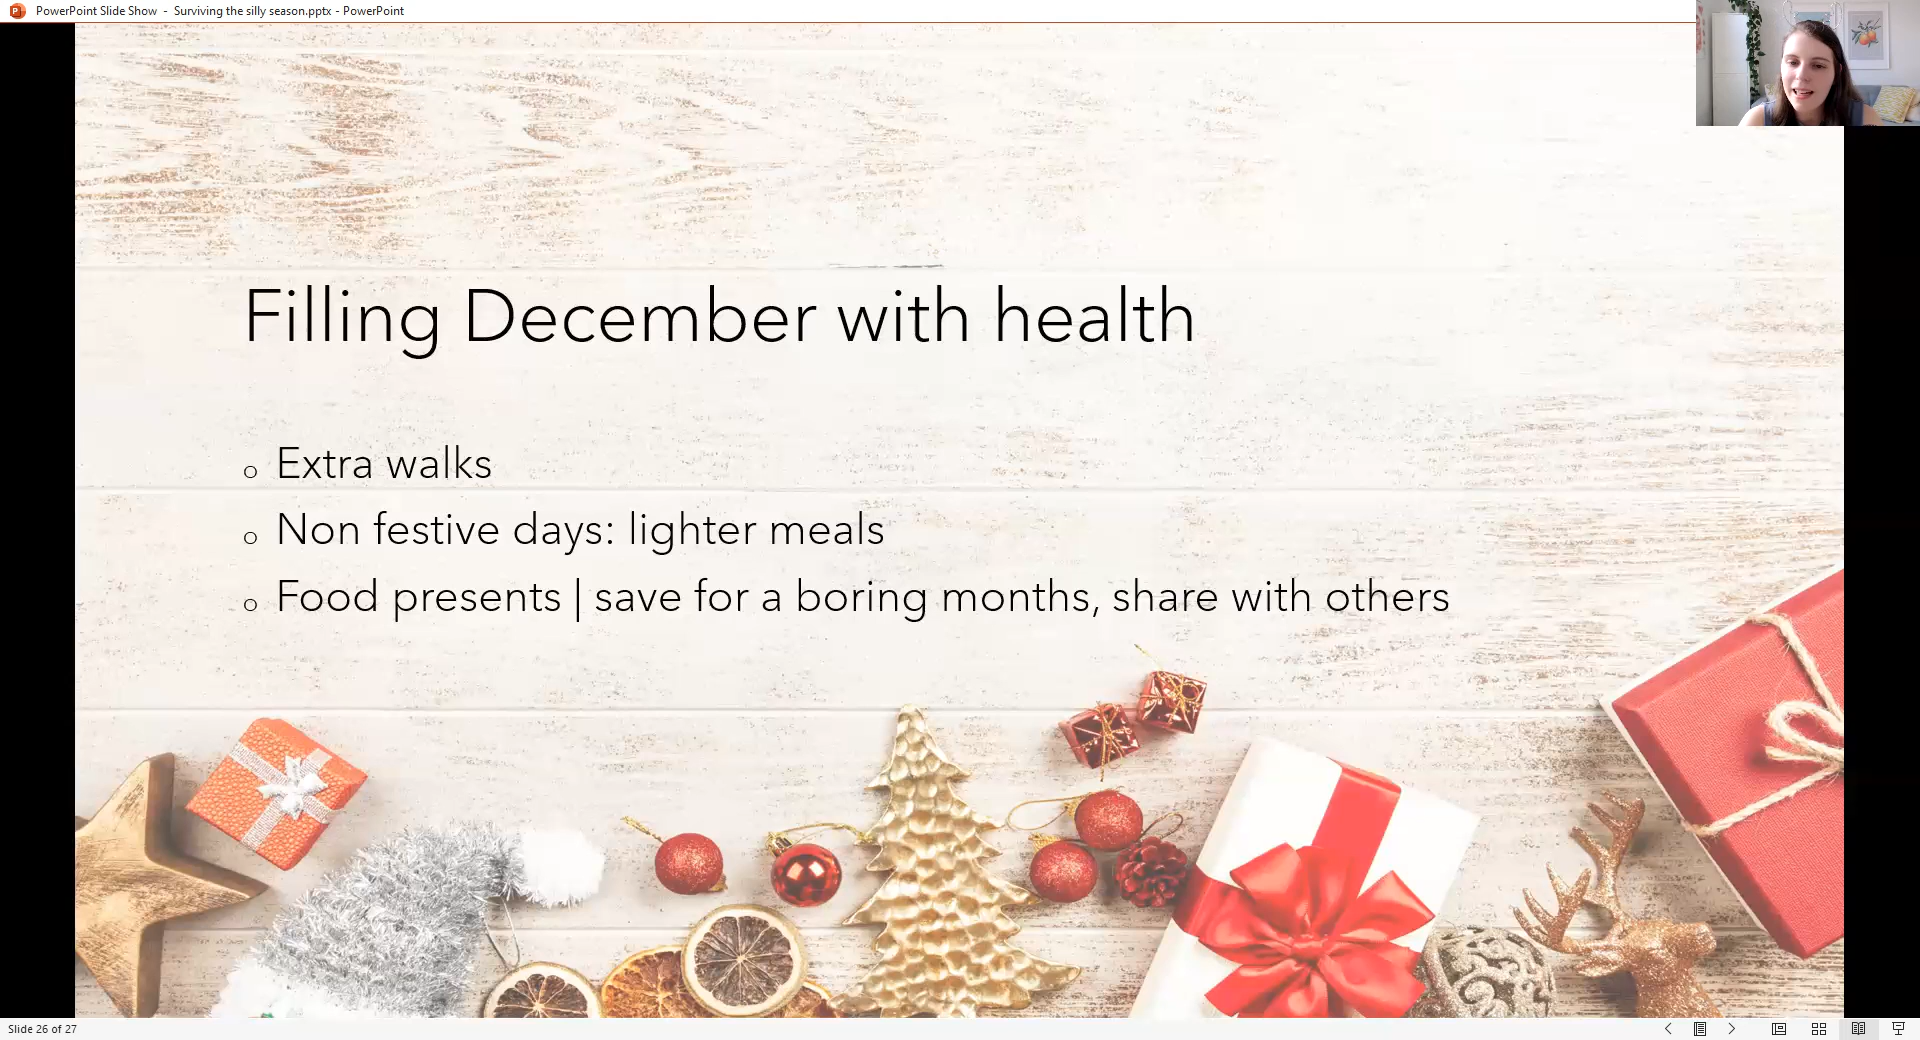 PowerPoint Slide Show - Surviving the silly season.pptx - PowerPoint
Filling December with health
o Extra walks
o Non festive days: lighter meals
o Food presents | save for a boring months, share with others
Slide 26 of 27